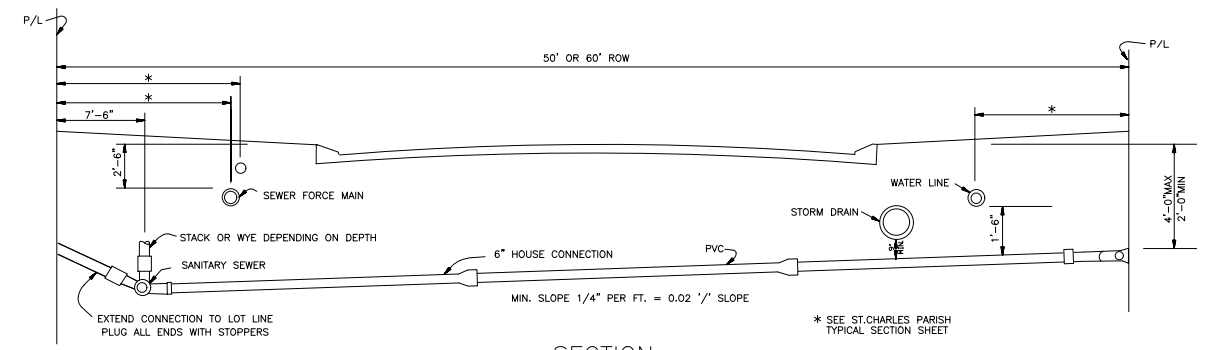 P/L
P/L
50' OR 60' ROW
*
*
7'-6"
*
2'-6"
SEWER FORCE MAIN
WATER LINE
STORM DRAIN
4'-0"MAX
2'-0"MIN
1'-6"
STACK OR WYE DEPENDING ON DEPTH
SANITARY SEWER
6" HOUSE CONNECTION
PVC
MIN.
MIN. SLOPE 1/4" PER FT. = 0.02 '/' SLOPE
EXTEND CONNECTION TO LOT LINE
PLUG ALL ENDS WITH STOPPERS
* SEE ST.CHARLES PARISH
TYPICAL SECTION SHEET
SECTION